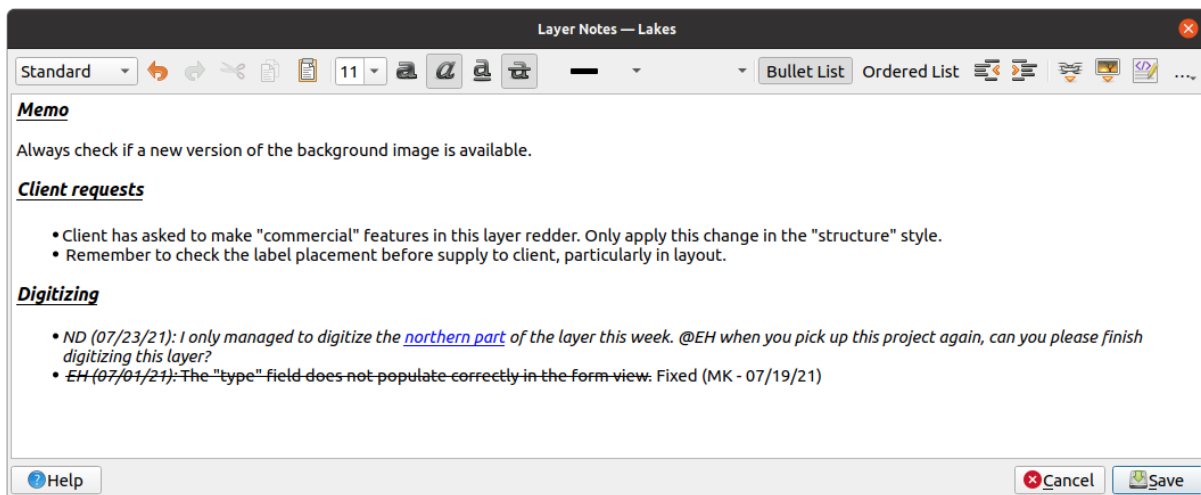 Layer Notes — Lakes
Standard 11 a a a a Bullet List Ordered List ...
Memo
Always check if a new version of the background image is available.
Client requests
• Client has asked to make "commercial" features in this layer redder. Only apply this change in the "structure" style.
• Remember to check the label placement before supply to client, particularly in layout.
Digitizing
• ND (07/23/21): I only managed to digitize the northern part of the layer this week. @EH when you pick up this project again, can you please finish
digitizing this layer?
• EH (07/01/21): The "type" field does not populate correctly in the form view. Fixed (MK - 07/19/21)
Help Cancel Save